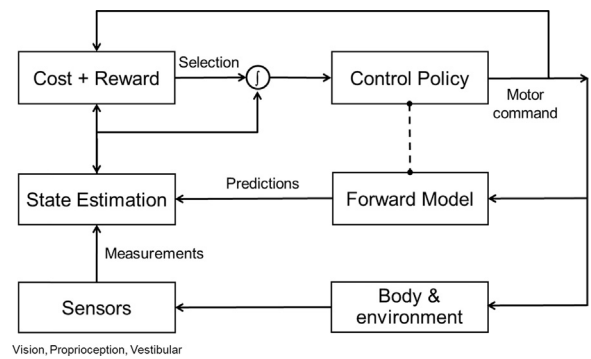 Cost + Reward
Selection
∫
Control Policy
Motor
command
State Estimation
Predictions
Forward Model
Measurements
Sensors
Body &
environment
Vision, Proprioception, Vestibular